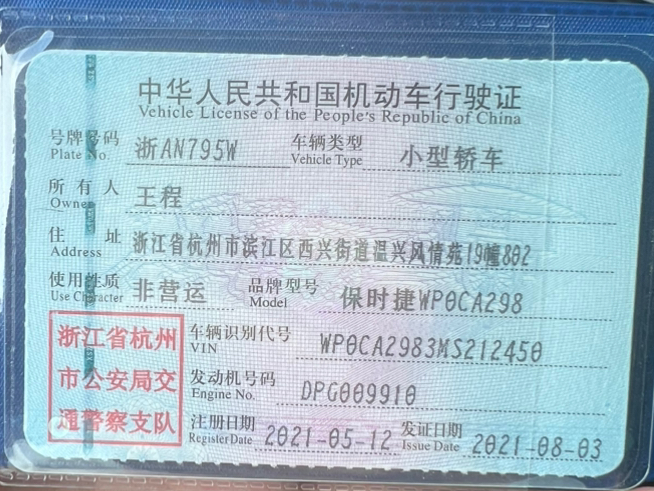 中华人民共和国机动车行驶证
Vehicle License of the People's Republic of China
号牌号码 浙AN795W 车辆类型 小型轿车
Plate No. Vehicle Type
所有人 王程
Owner
住址 浙江省杭州市滨江区西兴街道温兴风情苑19幢802
Address
使用性质 非营运 品牌型号 保时捷WP0CA298
Use Character Model
浙江省杭州
市公安局交
通警察支队
车辆识别代号 WP0CA2983MS212450
VIN
发动机号码 DPG009910
Engine No.
注册日期 2021-05-12 发证日期 2021-08-03
Register Date Issue Date